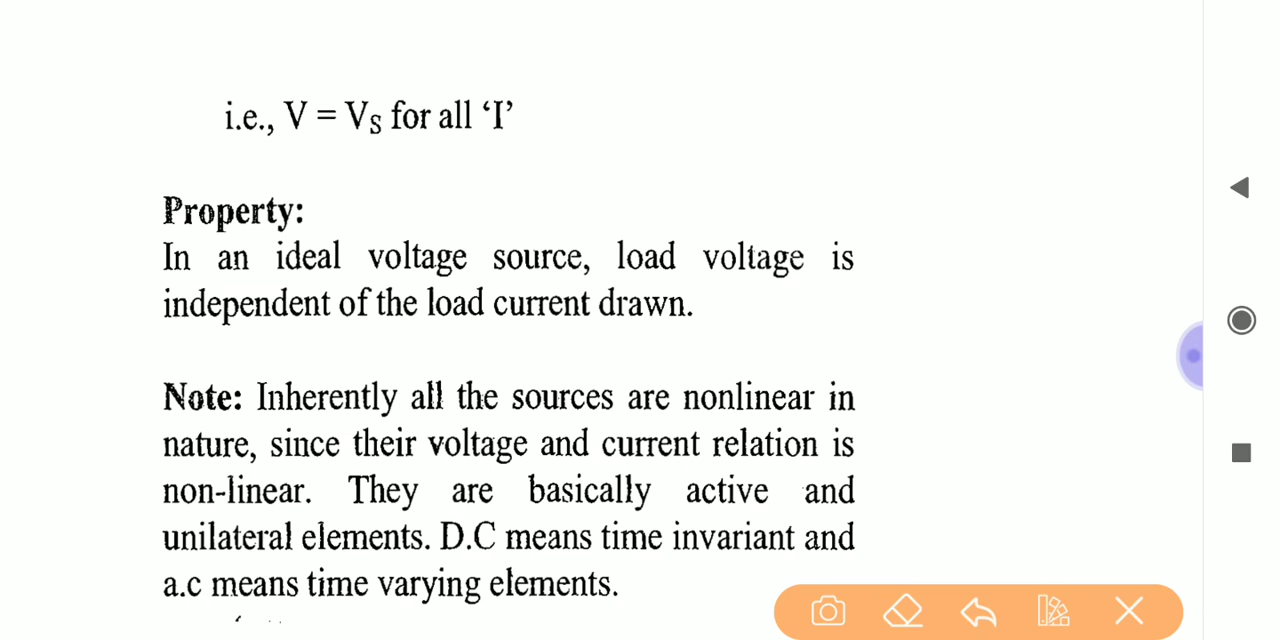 i.e., V = VS for all ‘I’
Property:
In an ideal voltage source, load voltage is
independent of the load current drawn.
Note: Inherently all the sources are nonlinear in
nature, since their voltage and current relation is
non-linear. They are basically active and
unilateral elements. D.C means time invariant and
a.c means time varying elements.